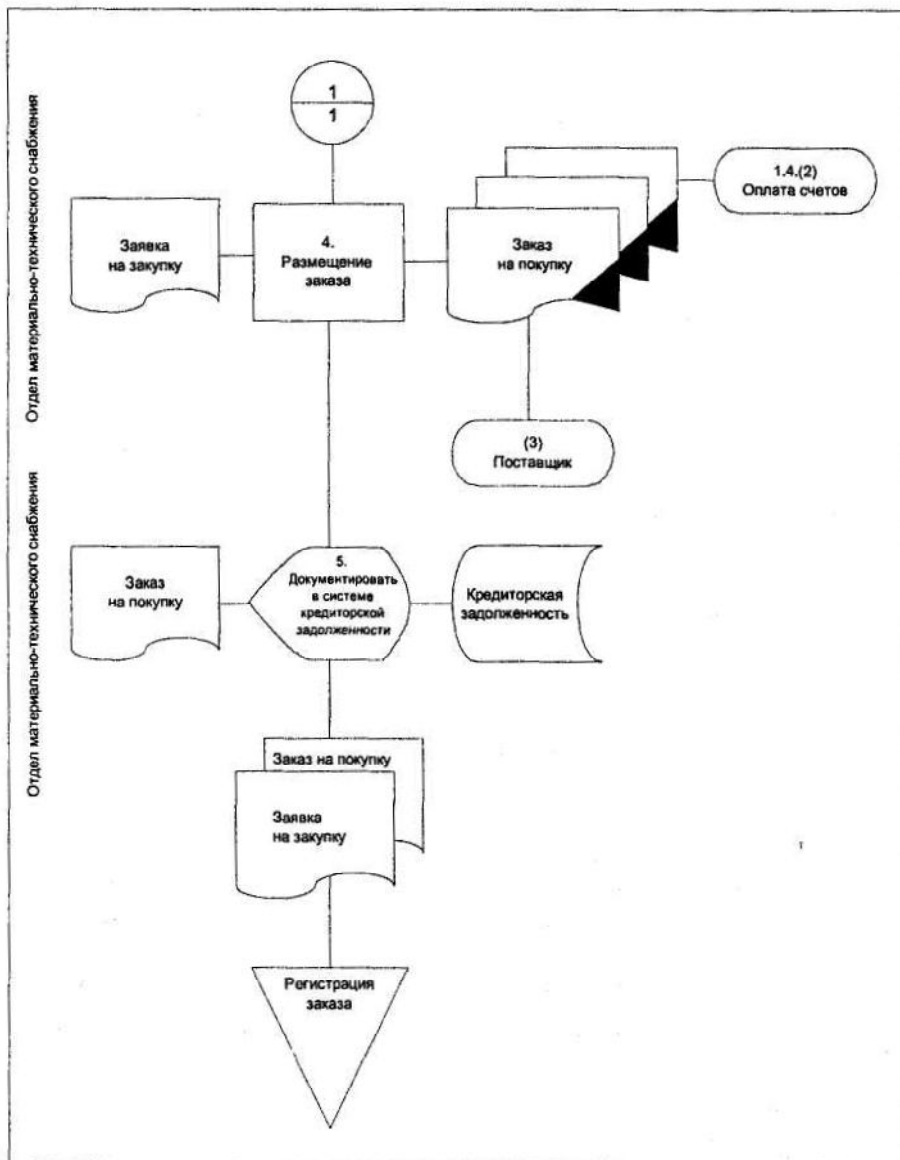 Отдел материально-технического снабжения
1
1
Заявка
на закупку
4.
Размещение
заказа
Заказ
на покупку
1.4.(2)
Оплата счетов
(3)
Поставщик
Отдел материально-технического снабжения
Заказ
на покупку
5.
Документировать
в системе
кредиторской
задолженности
Кредиторская
задолженность
Заказ на покупку
Заявка
на закупку
Регистрация
заказа